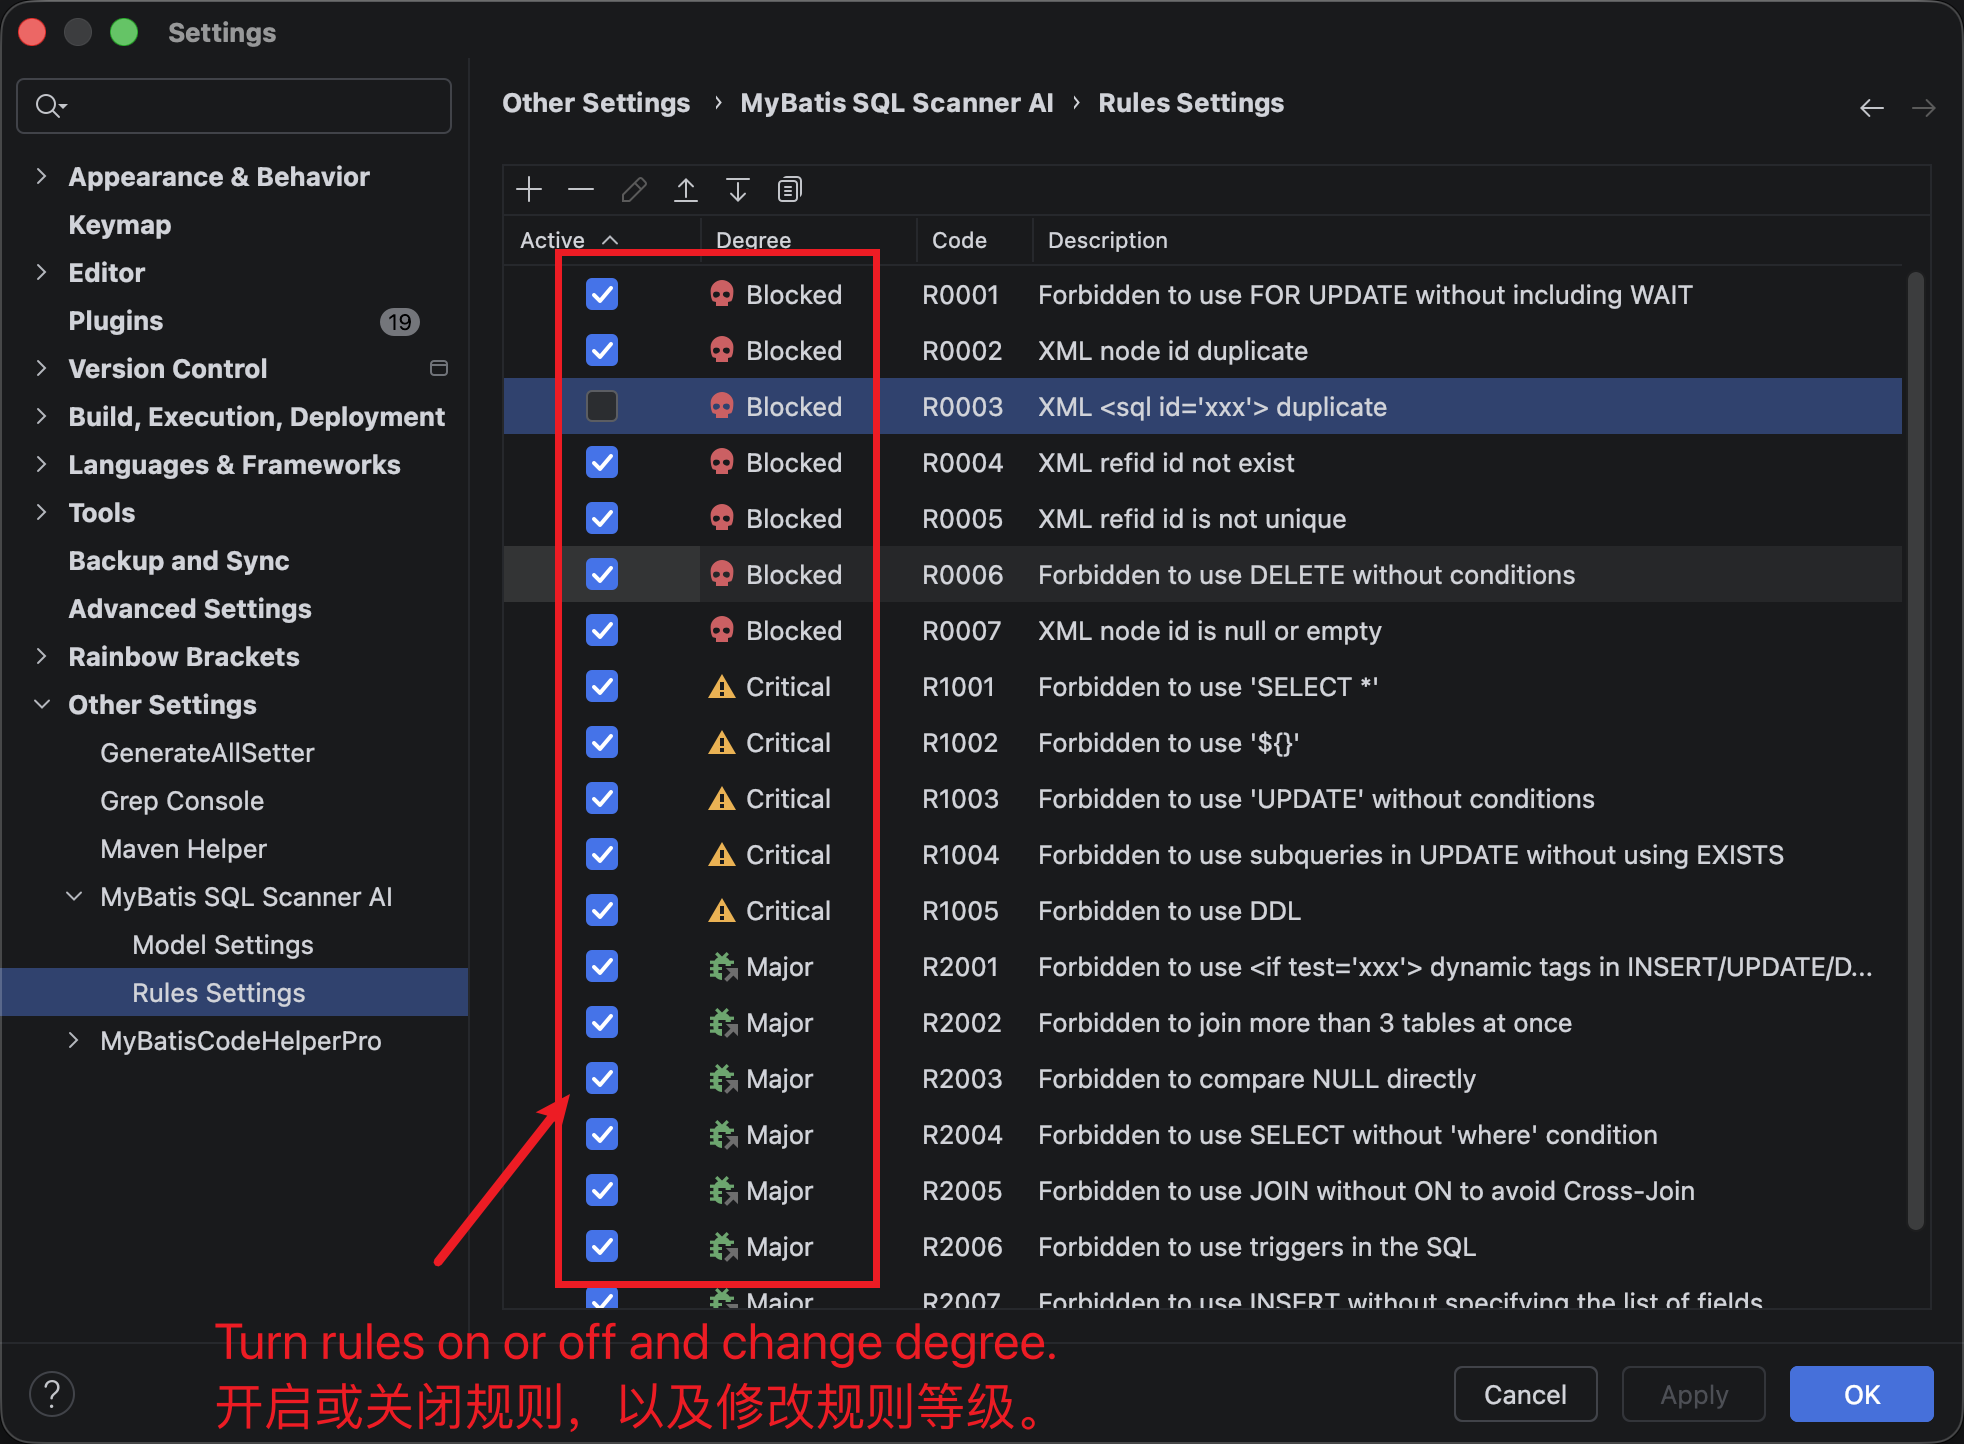 Settings
Other Settings › MyBatis SQL Scanner AI › Rules Settings
Appearance & Behavior
Keymap
Editor
Plugins 19
Version Control
Build, Execution, Deployment
Languages & Frameworks
Tools
Backup and Sync
Advanced Settings
Rainbow Brackets
Other Settings
GenerateAllSetter
Grep Console
Maven Helper
MyBatis SQL Scanner AI
Model Settings
Rules Settings
MyBatisCodeHelperPro
Active Degree Code Description
Blocked R0001 Forbidden to use FOR UPDATE without including WAIT
Blocked R0002 XML node id duplicate
Blocked R0003 XML <sql id='xxx'> duplicate
Blocked R0004 XML refid id not exist
Blocked R0005 XML refid id is not unique
Blocked R0006 Forbidden to use DELETE without conditions
Blocked R0007 XML node id is null or empty
Critical R1001 Forbidden to use 'SELECT *'
Critical R1002 Forbidden to use '${}'
Critical R1003 Forbidden to use 'UPDATE' without conditions
Critical R1004 Forbidden to use subqueries in UPDATE without using EXISTS
Critical R1005 Forbidden to use DDL
Major R2001 Forbidden to use <if test='xxx'> dynamic tags in INSERT/UPDATE/D...
Major R2002 Forbidden to join more than 3 tables at once
Major R2003 Forbidden to compare NULL directly
Major R2004 Forbidden to use SELECT without 'where' condition
Major R2005 Forbidden to use JOIN without ON to avoid Cross-Join
Major R2006 Forbidden to use triggers in the SQL
Major R2007 Forbidden to use INSERT without specifying the list of fields
Turn rules on or off and change degree.
开启或关闭规则，以及修改规则等级。
? Cancel Apply OK